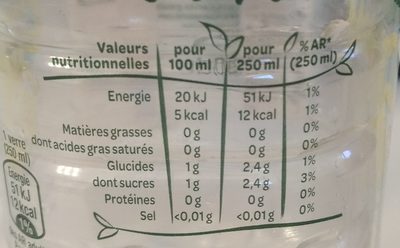 Valeurs nutritionnelles pour 100 ml pour 250 ml % AR* (250 ml)
Energie 20 kJ 51 kJ 1%
5 kcal 12 kcal 1%
Matières grasses 0 g 0 g 0%
dont acides gras saturés 0 g 0 g 0%
Glucides 1 g 2,4 g 1%
dont sucres 1 g 2,4 g 3%
Protéines 0 g 0 g 0%
Sel <0,01 g <0,01 g 0%
1 verre
(250 ml)
Energie
51 kJ
12 kcal
1%